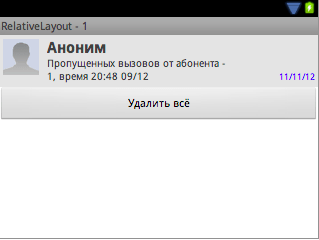 RelativeLayout - 1
Аноним
Пропущенных вызовов от абонента -
1, время 20:48 09/12
11/11/12
Удалить всё